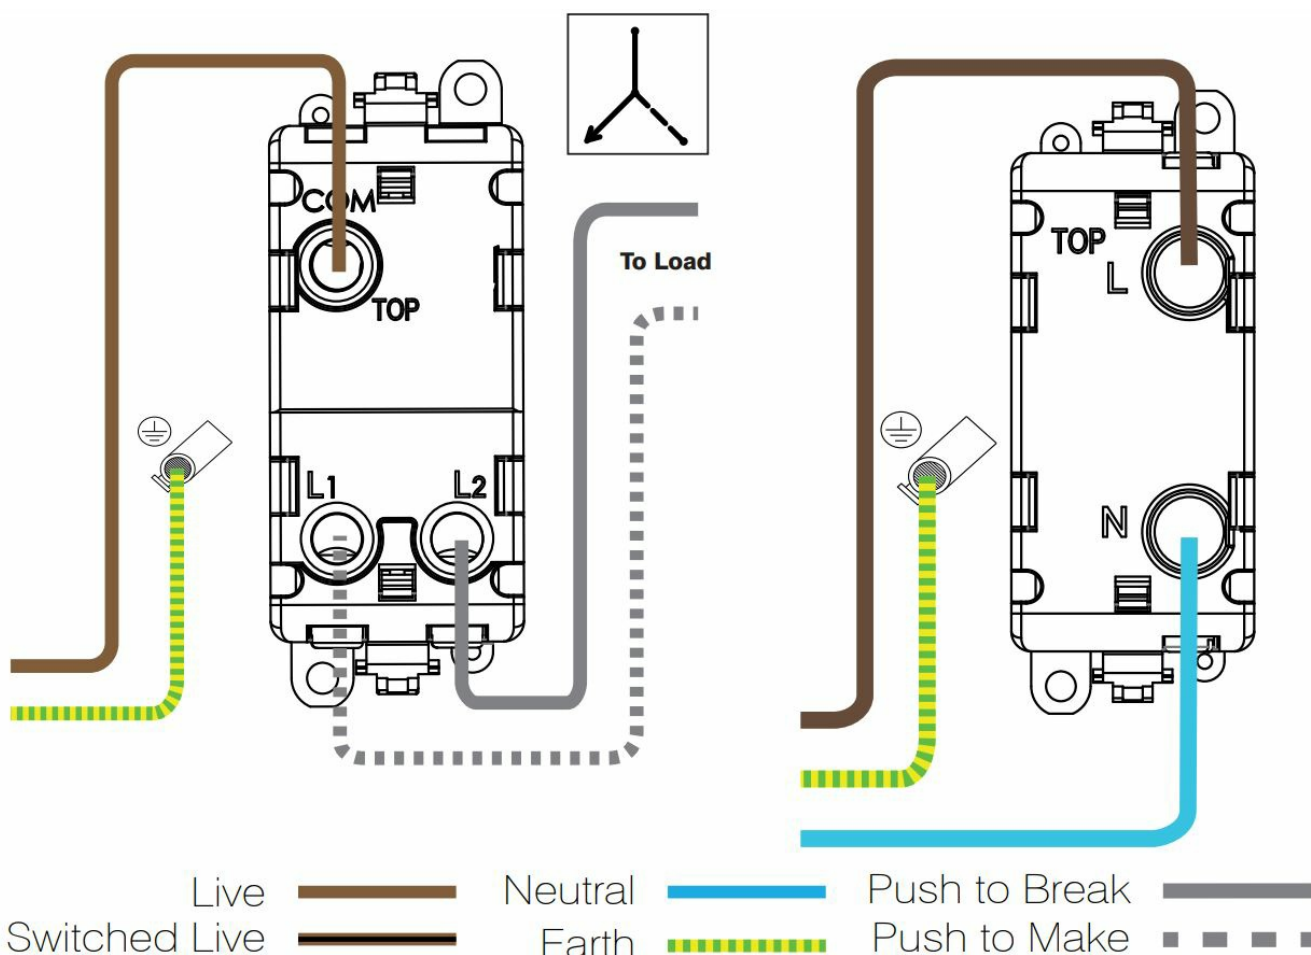 COM
TOP
To Load
TOP
L
L1
L2
N
Live
Neutral
Push to Break
Switched Live
Earth
Push to Make